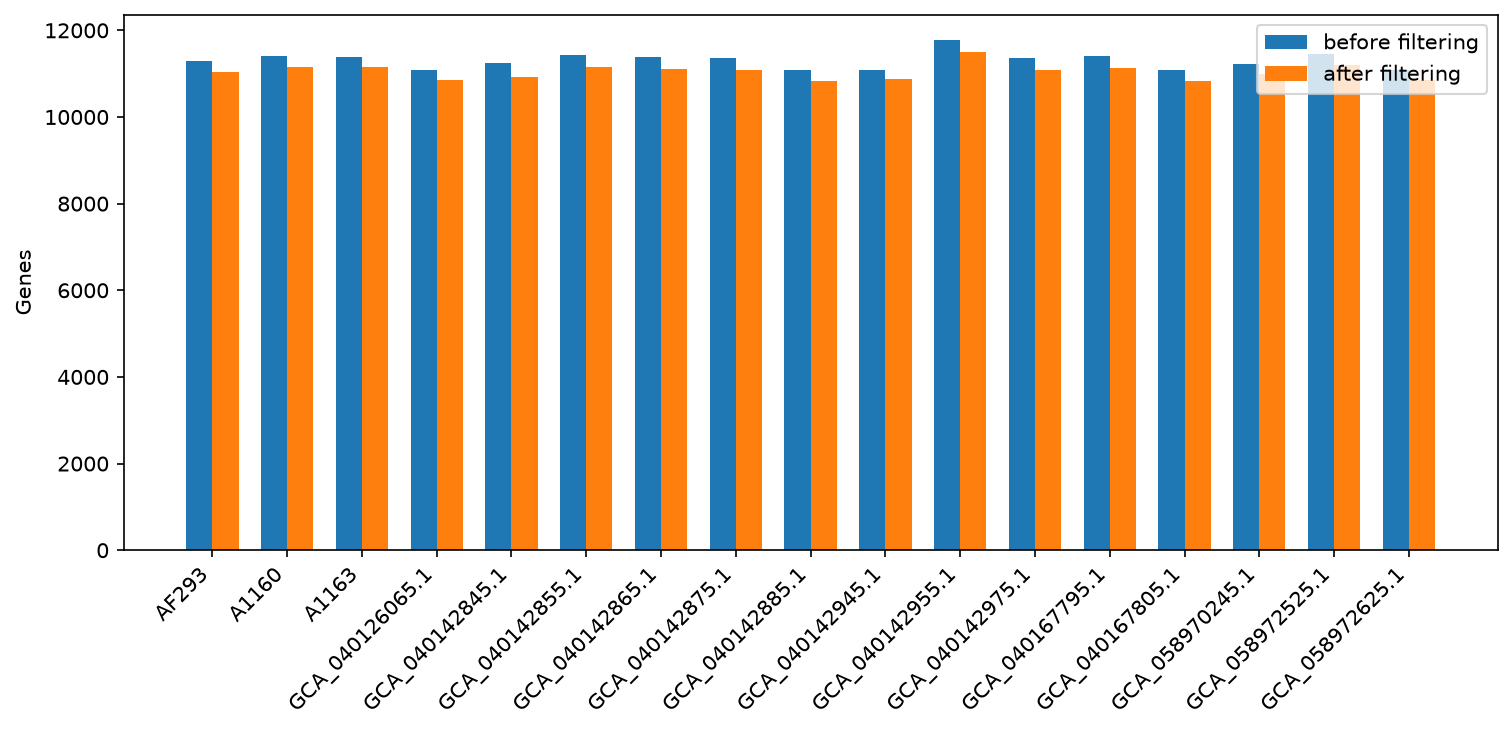 12000
10000
8000
6000
4000
2000
0
Genes
before filtering
after filtering
AF293
A1160
A1163
GCA_040126065.1
GCA_040142845.1
GCA_040142855.1
GCA_040142865.1
GCA_040142875.1
GCA_040142885.1
GCA_040142945.1
GCA_040142955.1
GCA_040142975.1
GCA_040167795.1
GCA_040167805.1
GCA_058970245.1
GCA_058972525.1
GCA_058972625.1